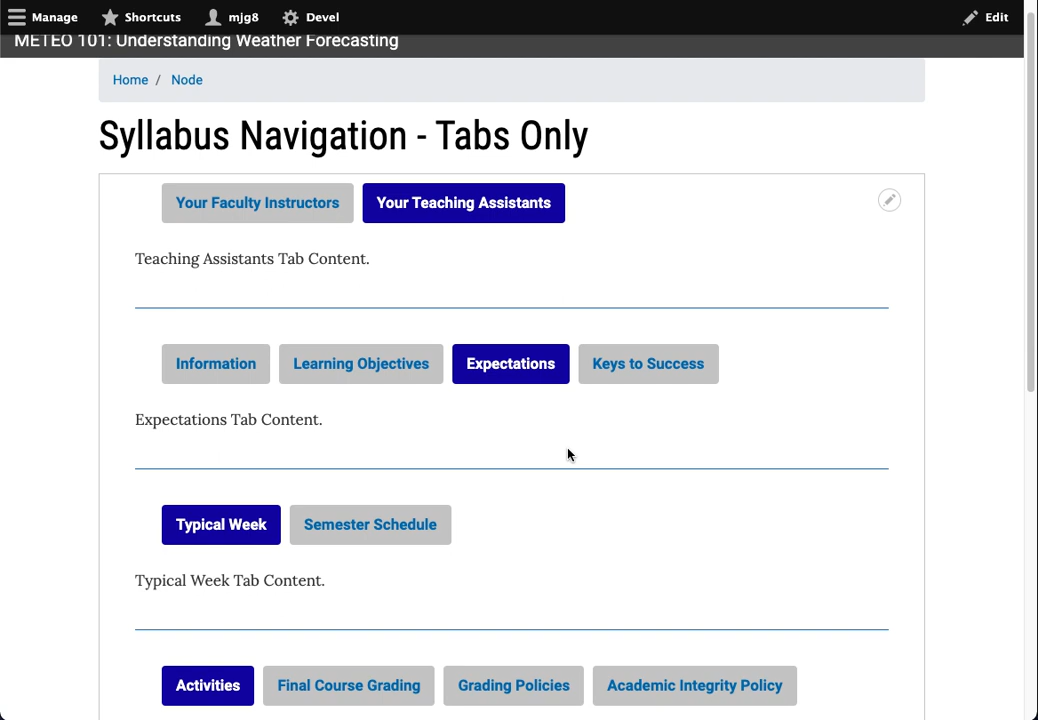 Manage Shortcuts mjg8 Devel Edit
METEO 101: Understanding Weather Forecasting
Home / Node
Syllabus Navigation - Tabs Only
Your Faculty Instructors Your Teaching Assistants
Teaching Assistants Tab Content.
Information Learning Objectives Expectations Keys to Success
Expectations Tab Content.
Typical Week Semester Schedule
Typical Week Tab Content.
Activities Final Course Grading Grading Policies Academic Integrity Policy